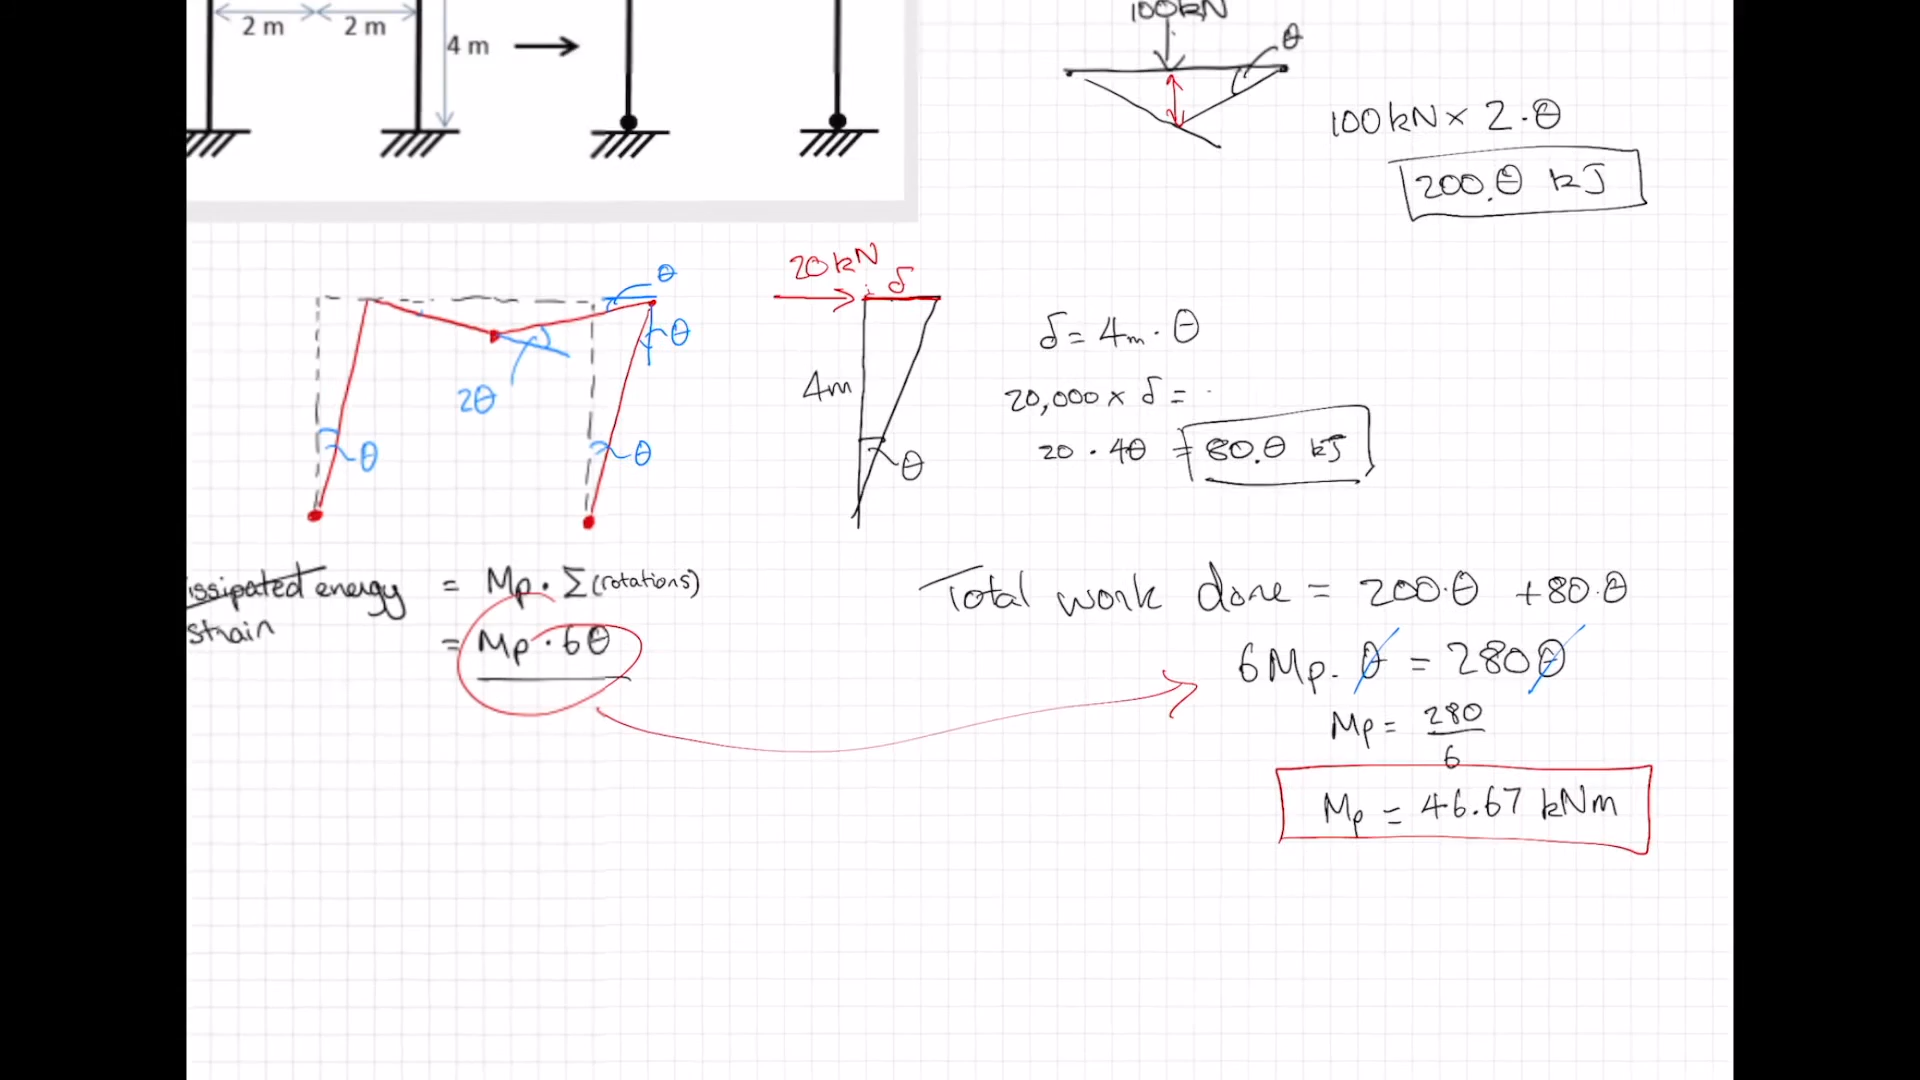 2 m
2 m
4 m
100kN
θ
100kN × 2·θ
200.θ kJ
θ
θ
2θ
θ
θ
20kN
δ
4m
θ
δ = 4m · θ
20,000 × δ =
20 · 4θ = 80.θ kJ
issipated energy = Mp · Σ(rotations)
strain
= Mp · 6θ
Total work done = 200·θ + 80·θ
6Mp. θ = 280θ
Mp = 280
6
Mp = 46.67 kNm